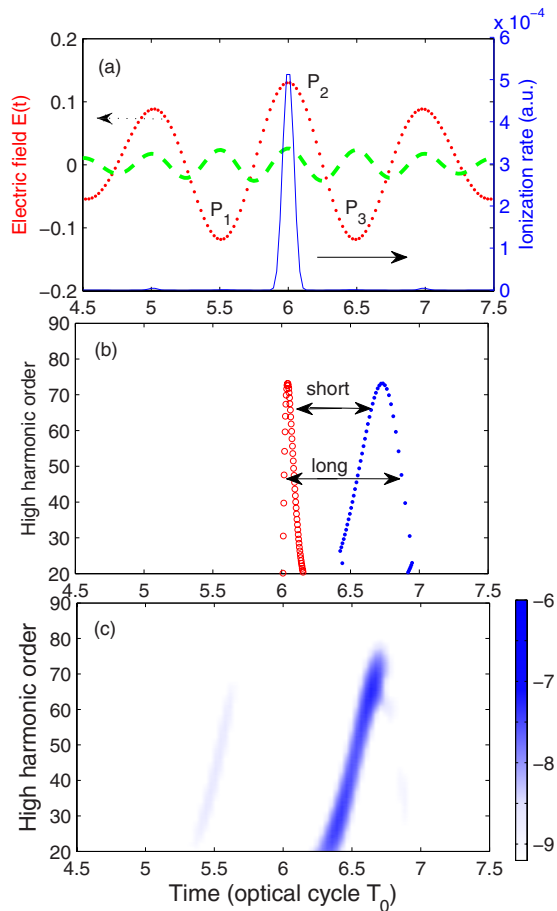 x 10⁻⁴
0.2
0.1
0
−0.1
−0.2
Electric field E(t)
(a)
P₁
P₂
P₃
6
5
4
3
2
1
0
Ionization rate (a.u.)
4.5 5 5.5 6 6.5 7 7.5
90
80
70
60
50
40
30
20
High harmonic order
(b)
short
long
4.5 5 5.5 6 6.5 7 7.5
90
80
70
60
50
40
30
20
High harmonic order
(c)
−6
−7
−8
−9
4.5 5 5.5 6 6.5 7 7.5
Time (optical cycle T₀)